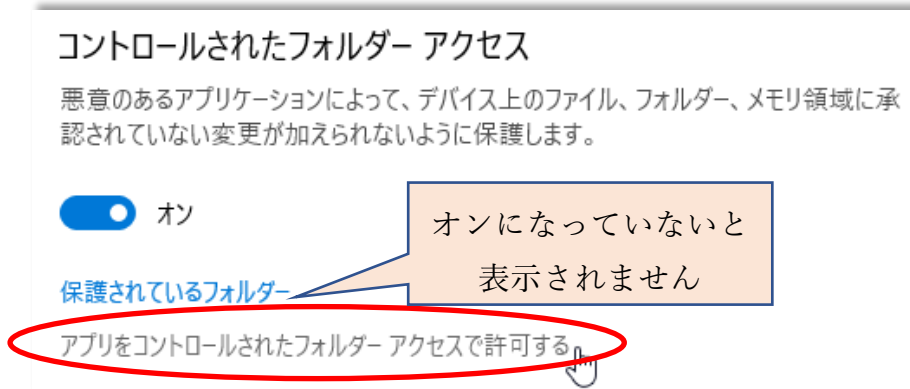 コントロールされたフォルダー アクセス
悪意のあるアプリケーションによって、デバイス上のファイル、フォルダー、メモリ領域に承
認されていない変更が加えられないように保護します。
オン
オンになっていないと
表示されません
保護されているフォルダー
アプリをコントロールされたフォルダー アクセスで許可する